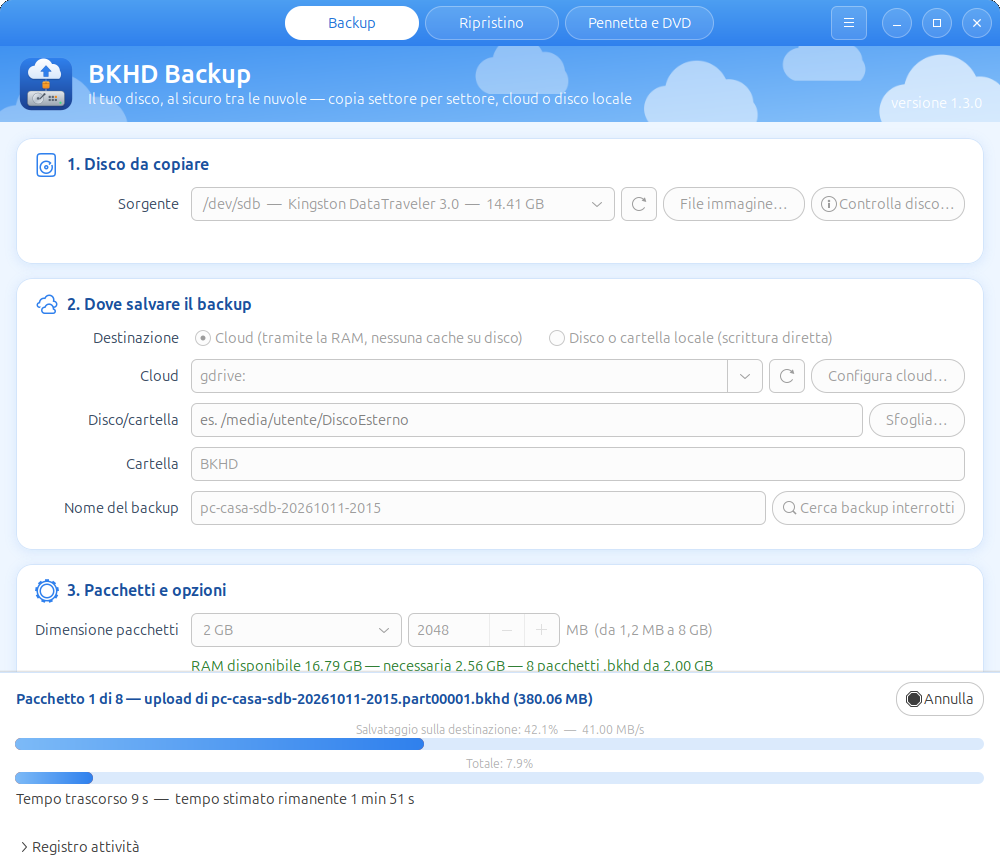 Backup
Ripristino
Pennetta e DVD
BKHD Backup
Il tuo disco, al sicuro tra le nuvole — copia settore per settore, cloud o disco locale
versione 1.3.0
1. Disco da copiare
Sorgente
/dev/sdb — Kingston DataTraveler 3.0 — 14.41 GB
File immagine…
Controlla disco…
2. Dove salvare il backup
Destinazione
Cloud (tramite la RAM, nessuna cache su disco)
Disco o cartella locale (scrittura diretta)
Cloud
gdrive:
Configura cloud…
Disco/cartella
es. /media/utente/DiscoEsterno
Sfoglia…
Cartella
BKHD
Nome del backup
pc-casa-sdb-20261011-2015
Cerca backup interrotti
3. Pacchetti e opzioni
Dimensione pacchetti
2 GB
2048
MB (da 1,2 MB a 8 GB)
RAM disponibile 16.79 GB — necessaria 2.56 GB — 8 pacchetti .bkhd da 2.00 GB
Pacchetto 1 di 8 — upload di pc-casa-sdb-20261011-2015.part00001.bkhd (380.06 MB)
Annulla
Salvataggio sulla destinazione: 42.1% — 41.00 MB/s
Totale: 7.9%
Tempo trascorso 9 s — tempo stimato rimanente 1 min 51 s
Registro attività